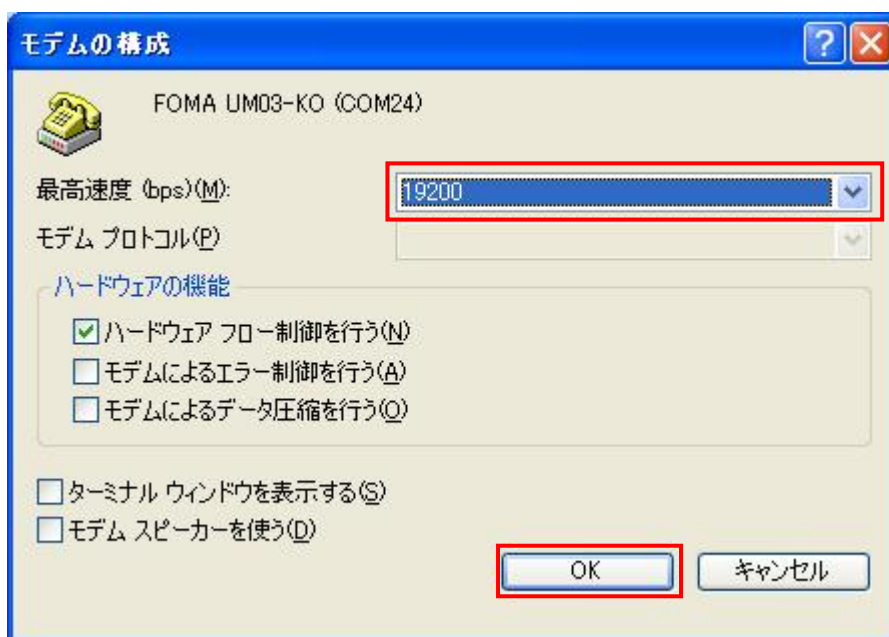 モデムの構成
FOMA UM03-KO (COM24)
最高速度 (bps)(M):
19200
モデム プロトコル(P)
ハードウェアの機能
ハードウェア フロー制御を行う(N)
モデムによるエラー制御を行う(A)
モデムによるデータ圧縮を行う(O)
ターミナル ウィンドウを表示する(S)
モデム スピーカーを使う(D)
OK キャンセル